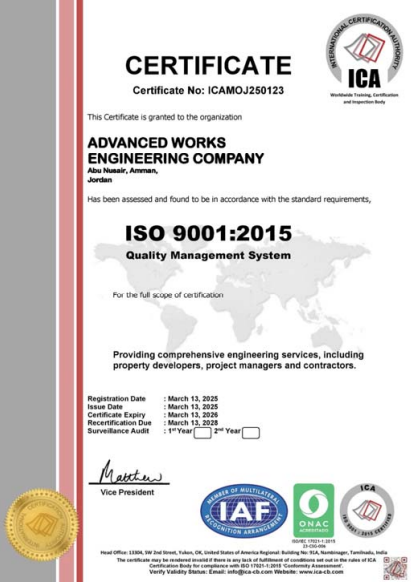 INTERNATIONAL CERTIFICATION AUTHORITY
ICA
Worldwide Training, Certification
and Inspection Body
CERTIFICATE
Certificate No: ICAMOJ250123
This Certificate is granted to the organization
ADVANCED WORKS
ENGINEERING COMPANY
Abu Nusair, Amman,
Jordan
Has been assessed and found to be in accordance with the standard requirements,
ISO 9001:2015
Quality Management System
For the full scope of certification
Providing comprehensive engineering services, including
property developers, project managers and contractors.
Registration Date : March 13, 2025
Issue Date : March 13, 2025
Certificate Expiry : March 13, 2026
Recertification Due : March 13, 2028
Surveillance Audit : 1st Year 2nd Year
Matthew
Vice President
MEMBER OF MULTILATERAL
IAF
RECOGNITION ARRANGEMENT
ONAC
ACREDITADO
ISO/IEC 17021-1:2015
ICA
ISO 9001 : 2015 CERTIFIED
Head Office: 13304, SW 2nd Street, Yukon, OK, United States of America Regional: Building No: 91A, Nambinagar, Tamilnadu, India
The certificate may be rendered invalid if there is any lack of fulfillment of conditions set out in the rules of ICA
Certification Body for compliance with ISO 17021-1;2015 'Conformity Assessment'.
Verify Validity Status: Email: info@ica-cb.com Website: www.ica-cb.com